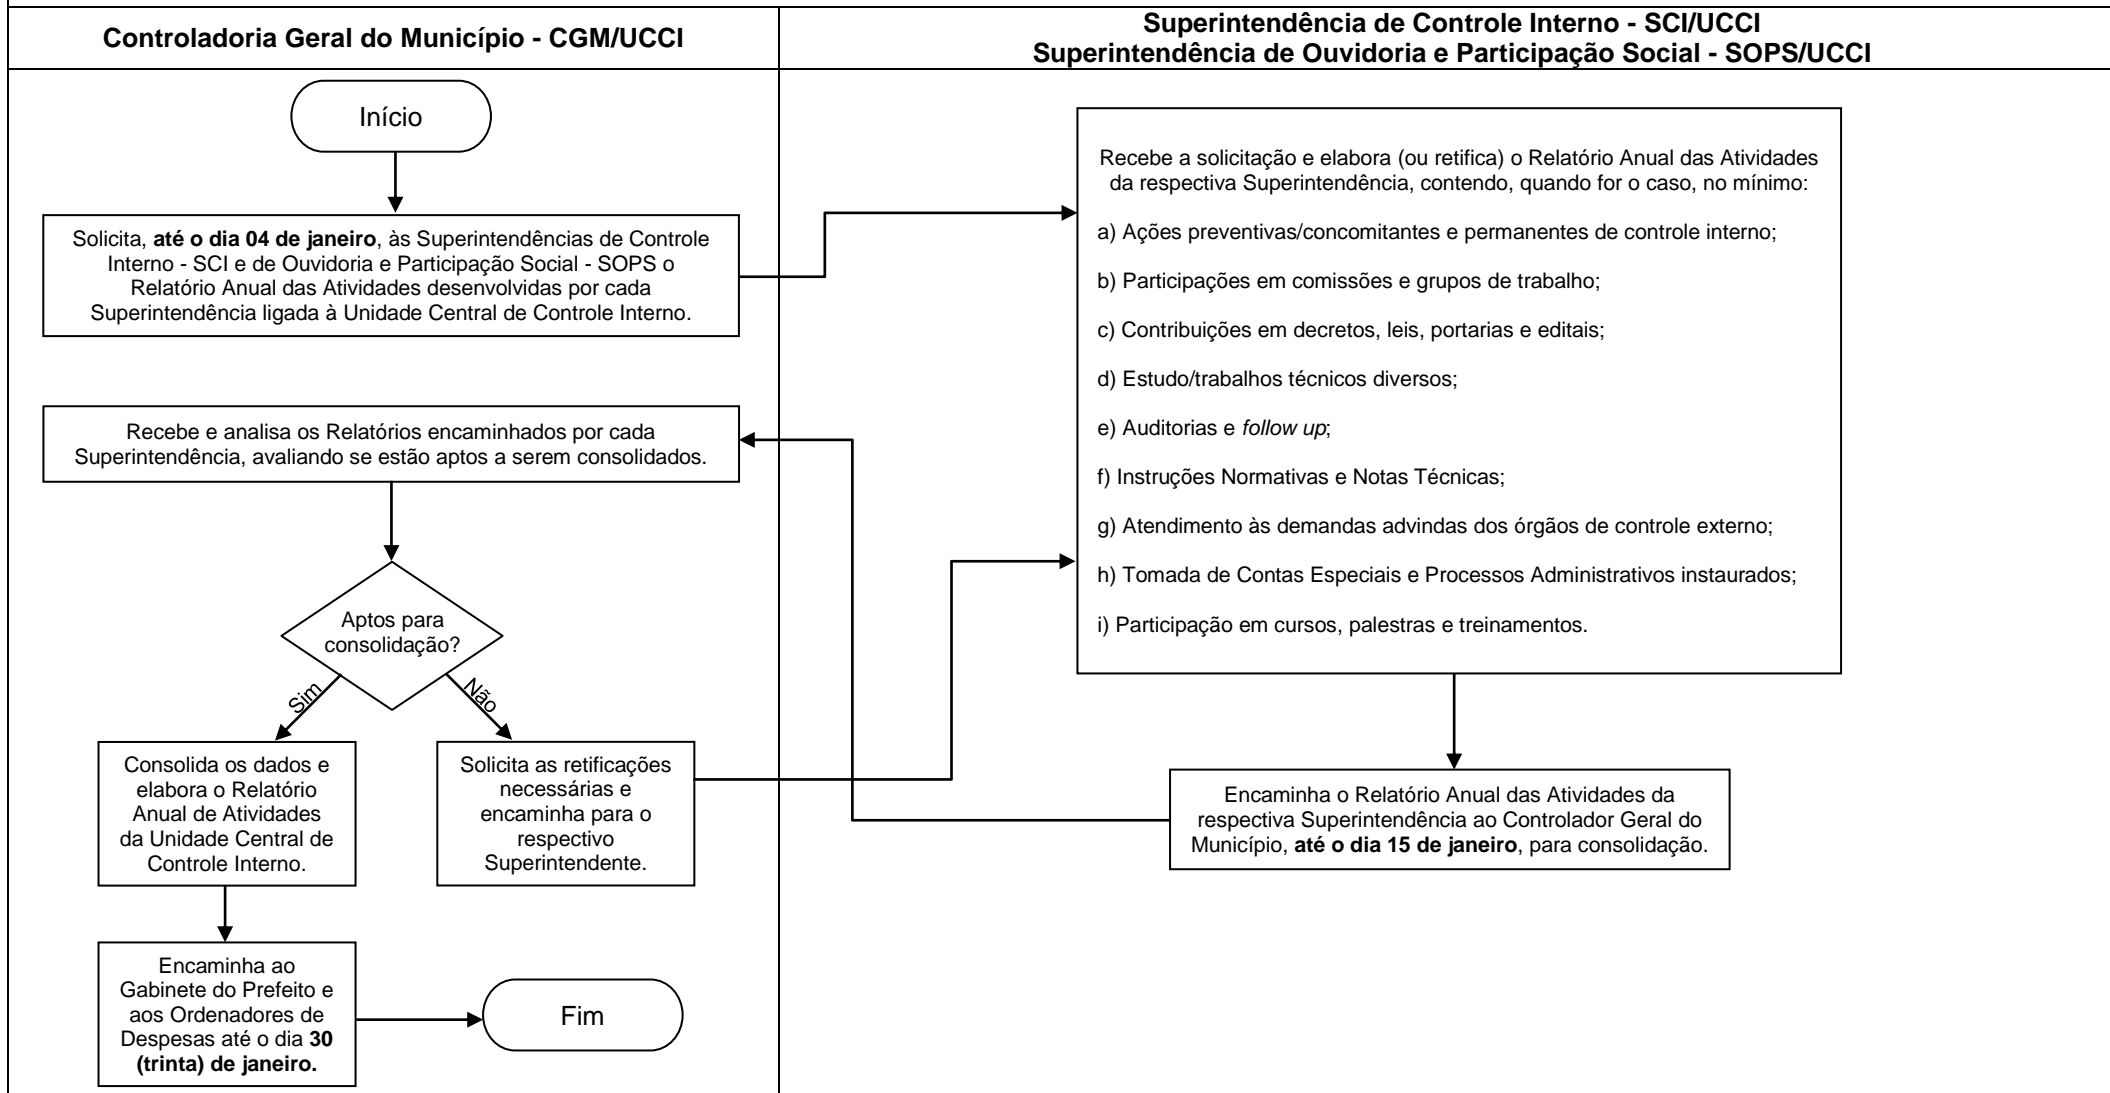 Controladoria Geral do Município - CGM/UCCI
Superintendência de Controle Interno - SCI/UCCI
Superintendência de Ouvidoria e Participação Social - SOPS/UCCI
Início
Solicita, até o dia 04 de janeiro, às Superintendências de Controle
Interno - SCI e de Ouvidoria e Participação Social - SOPS o
Relatório Anual das Atividades desenvolvidas por cada
Superintendência ligada à Unidade Central de Controle Interno.
Recebe a solicitação e elabora (ou retifica) o Relatório Anual das Atividades
da respectiva Superintendência, contendo, quando for o caso, no mínimo:
a) Ações preventivas/concomitantes e permanentes de controle interno;
b) Participações em comissões e grupos de trabalho;
c) Contribuições em decretos, leis, portarias e editais;
d) Estudo/trabalhos técnicos diversos;
e) Auditorias e follow up;
f) Instruções Normativas e Notas Técnicas;
g) Atendimento às demandas advindas dos órgãos de controle externo;
h) Tomada de Contas Especiais e Processos Administrativos instaurados;
i) Participação em cursos, palestras e treinamentos.
Encaminha o Relatório Anual das Atividades da
respectiva Superintendência ao Controlador Geral do
Município, até o dia 15 de janeiro, para consolidação.
Recebe e analisa os Relatórios encaminhados por cada
Superintendência, avaliando se estão aptos a serem consolidados.
Aptos para
consolidação?
Sim
Não
Consolida os dados e
elabora o Relatório
Anual de Atividades
da Unidade Central de
Controle Interno.
Solicita as retificações
necessárias e
encaminha para o
respectivo
Superintendente.
Encaminha ao
Gabinete do Prefeito e
aos Ordenadores de
Despesas até o dia 30
(trinta) de janeiro.
Fim